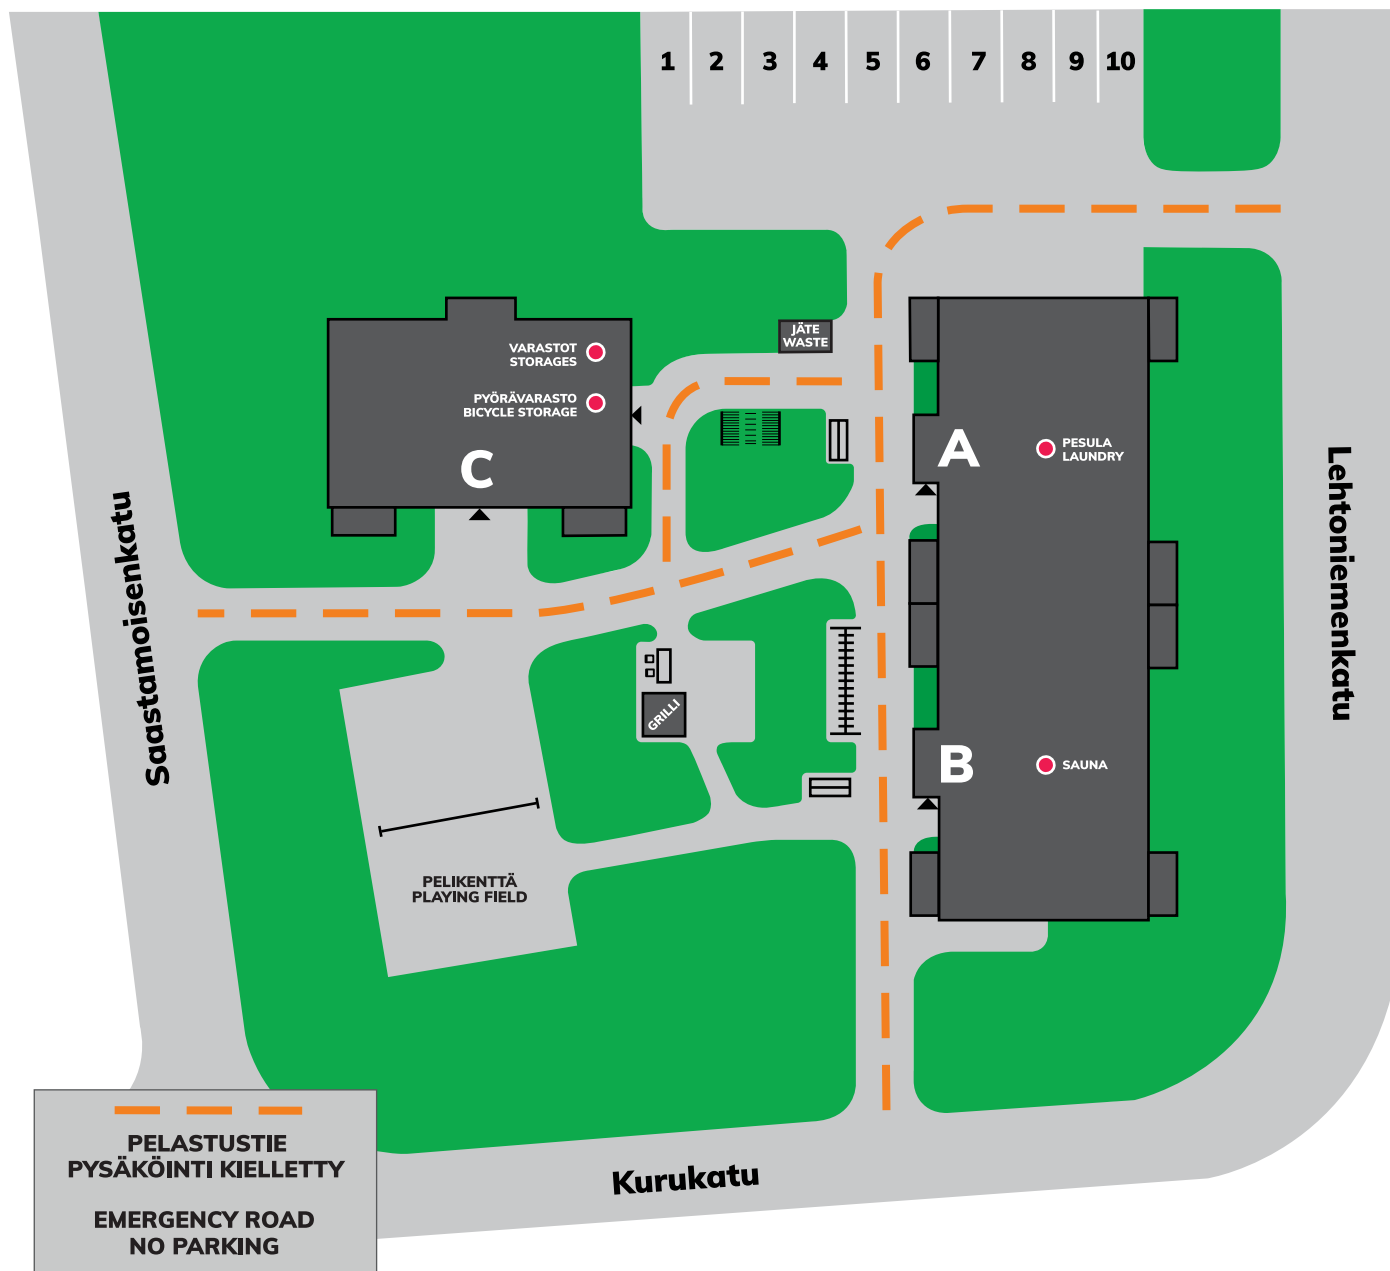 1 2 3 4 5 6 7 8 9 10
JÄTE
WASTE
VARASTOT
STORAGES
PYÖRÄVARASTO
BICYCLE STORAGE
C
A
PESULA
LAUNDRY
B
SAUNA
GRILLI
PELIKENTTÄ
PLAYING FIELD
Saastamoisenkatu
Lehtoniemenkatu
Kurukatu
PELASTUSTIE
PYSÄKÖINTI KIELLETTY
EMERGENCY ROAD
NO PARKING